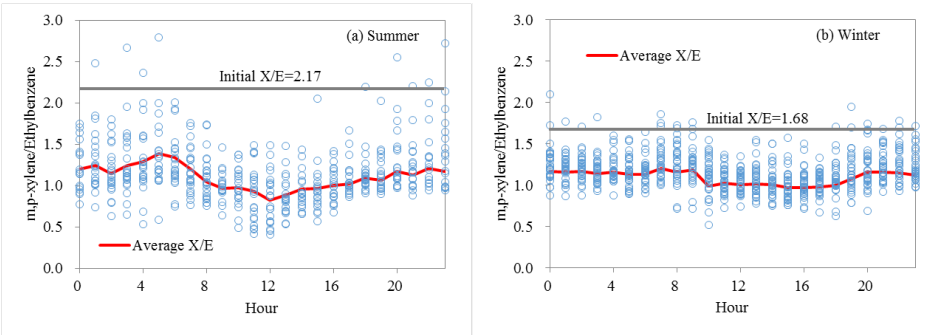 (a) Summer
3.0
2.5
2.0
1.5
1.0
0.5
0.0
m,p-xylene/Ethylbenzene
Initial X/E=2.17
Average X/E
0 4 8 12 16 20
Hour
(b) Winter
3.0
2.5
2.0
1.5
1.0
0.5
0.0
m,p-xylene/Ethylbenzene
Average X/E
Initial X/E=1.68
0 4 8 12 16 20
Hour